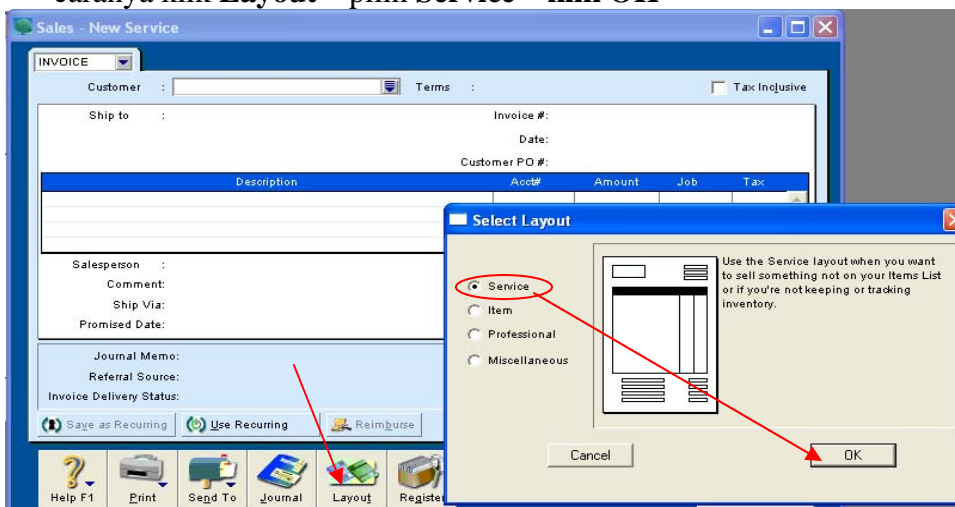 Layout
Service
OK
Sales - New Service
INVOICE
Customer : Terms : Tax Inclusive
Ship to : Invoice #:
Date:
Customer PO #:
Description Acct# Amount Job Tax
Salesperson :
Comment:
Ship Via:
Promised Date:
Journal Memo:
Referral Source:
Invoice Delivery Status:
Save as Recurring Use Recurring Reimburse
Help F1 Print Send To Journal Layout Register
Select Layout
Service
Item
Professional
Miscellaneous
Use the Service layout when you want
to sell something not on your Items List
or if you're not keeping or tracking
inventory.
Cancel OK